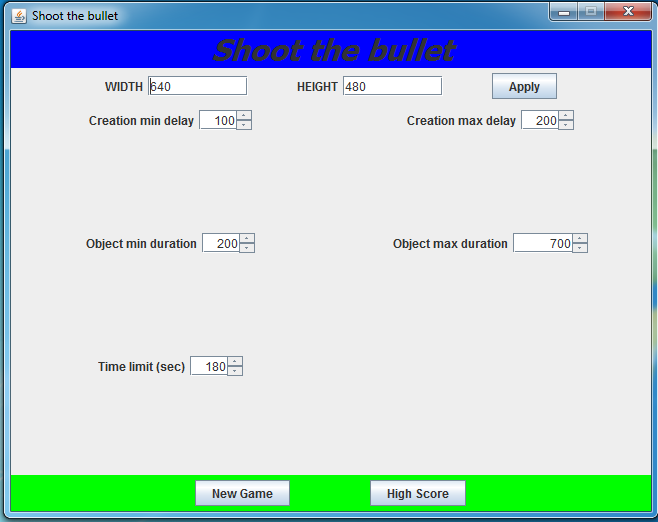 Shoot the bullet
Shoot the bullet
WIDTH 640 HEIGHT 480 Apply
Creation min delay 100 Creation max delay 200
Object min duration 200 Object max duration 700
Time limit (sec) 180
New Game High Score